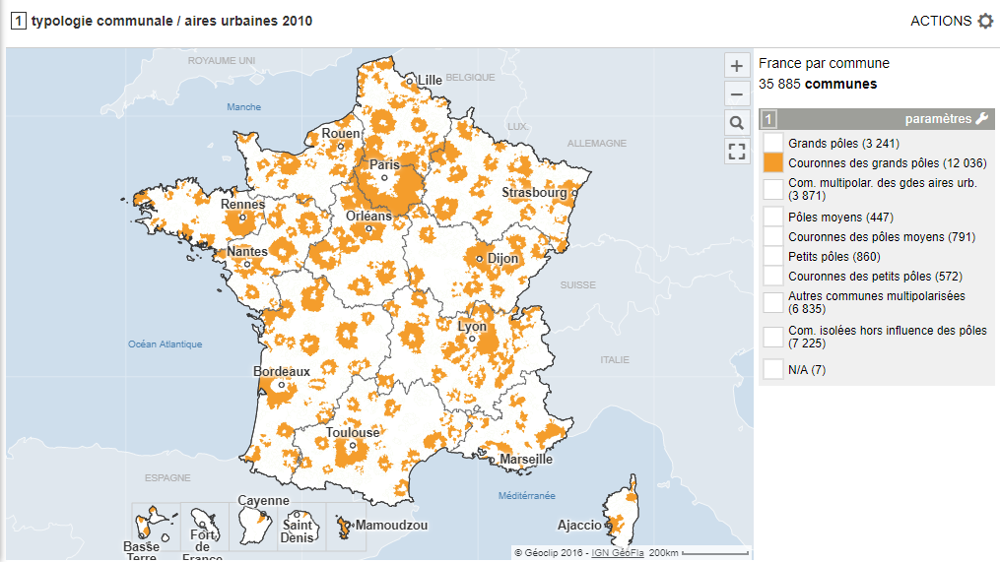 1 typologie communale / aires urbaines 2010
ACTIONS
France par commune
35 885 communes
1 paramètres
Grands pôles (3 241)
Couronnes des grands pôles (12 036)
Com. multipolar. des gdes aires urb.
(3 871)
Pôles moyens (447)
Couronnes des pôles moyens (791)
Petits pôles (860)
Couronnes des petits pôles (572)
Autres communes multipolarisées
(6 835)
Com. isolées hors influence des pôles
(7 225)
N/A (7)
ROYAUME UNI
Lille
BELGIQUE
Manche
Rouen
LUX.
ALLEMAGNE
Paris
Strasbourg
Rennes
Orléans
Nantes
Dijon
SUISSE
Lyon
Océan Atlantique
ITALIE
Bordeaux
Toulouse
Marseille
ESPAGNE
Méditérranée
Cayenne
Saint
Denis
Mamoudzou
Ajaccio
Fort
de
France
Basse
Terre
© Géoclip 2016 - IGN GéoFla 200km